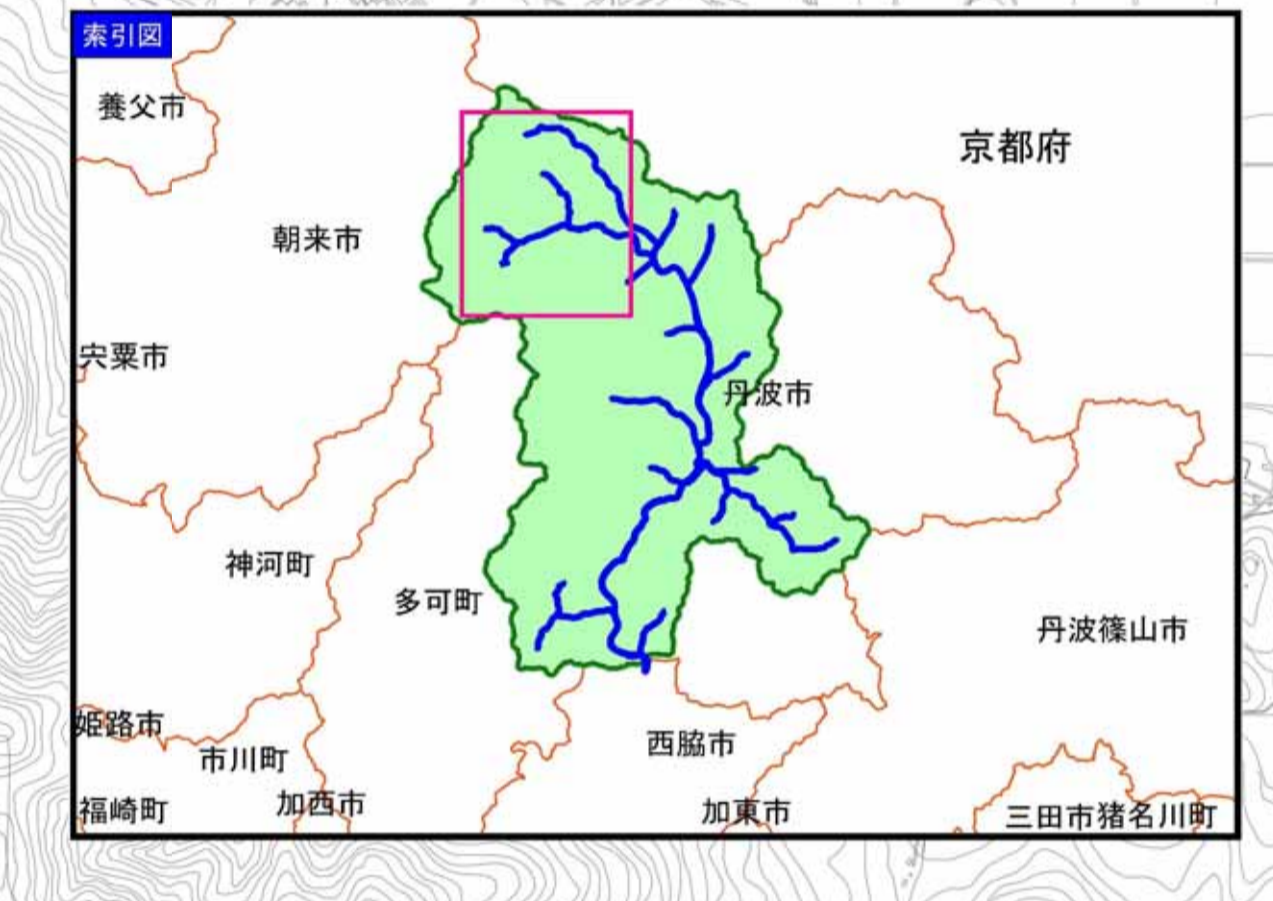 索引図
養父市
京都府
朝来市
宍粟市
丹波市
神河町
多可町
丹波篠山市
姫路市
西脇市
市川町
加西市
福崎町
加東市
三田市猪名川町